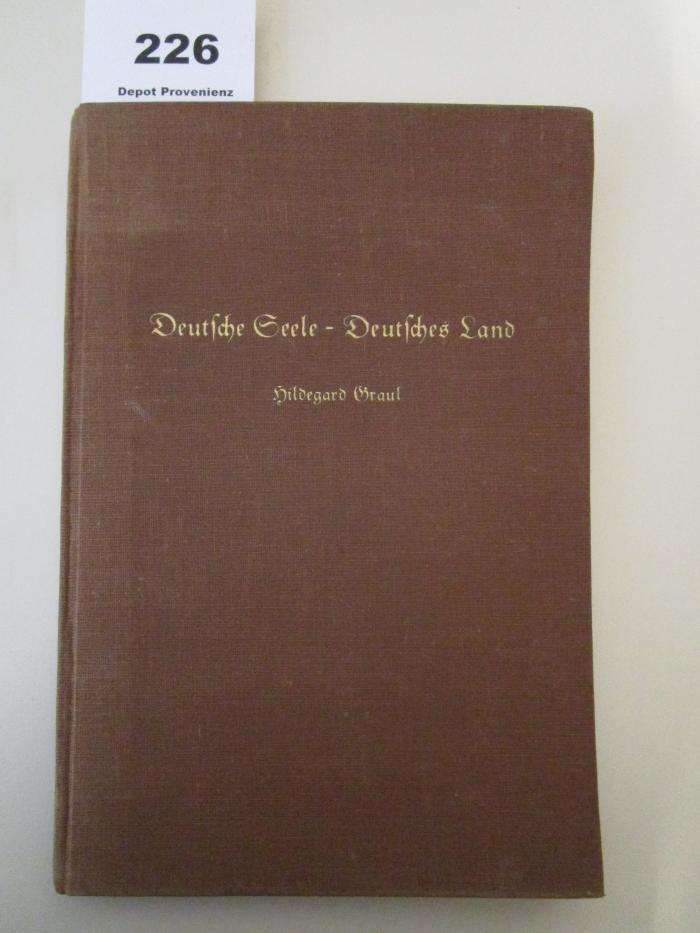 226
Depot Provenienz
Deutſche Seele - Deutſches Land
Hildegard Graul